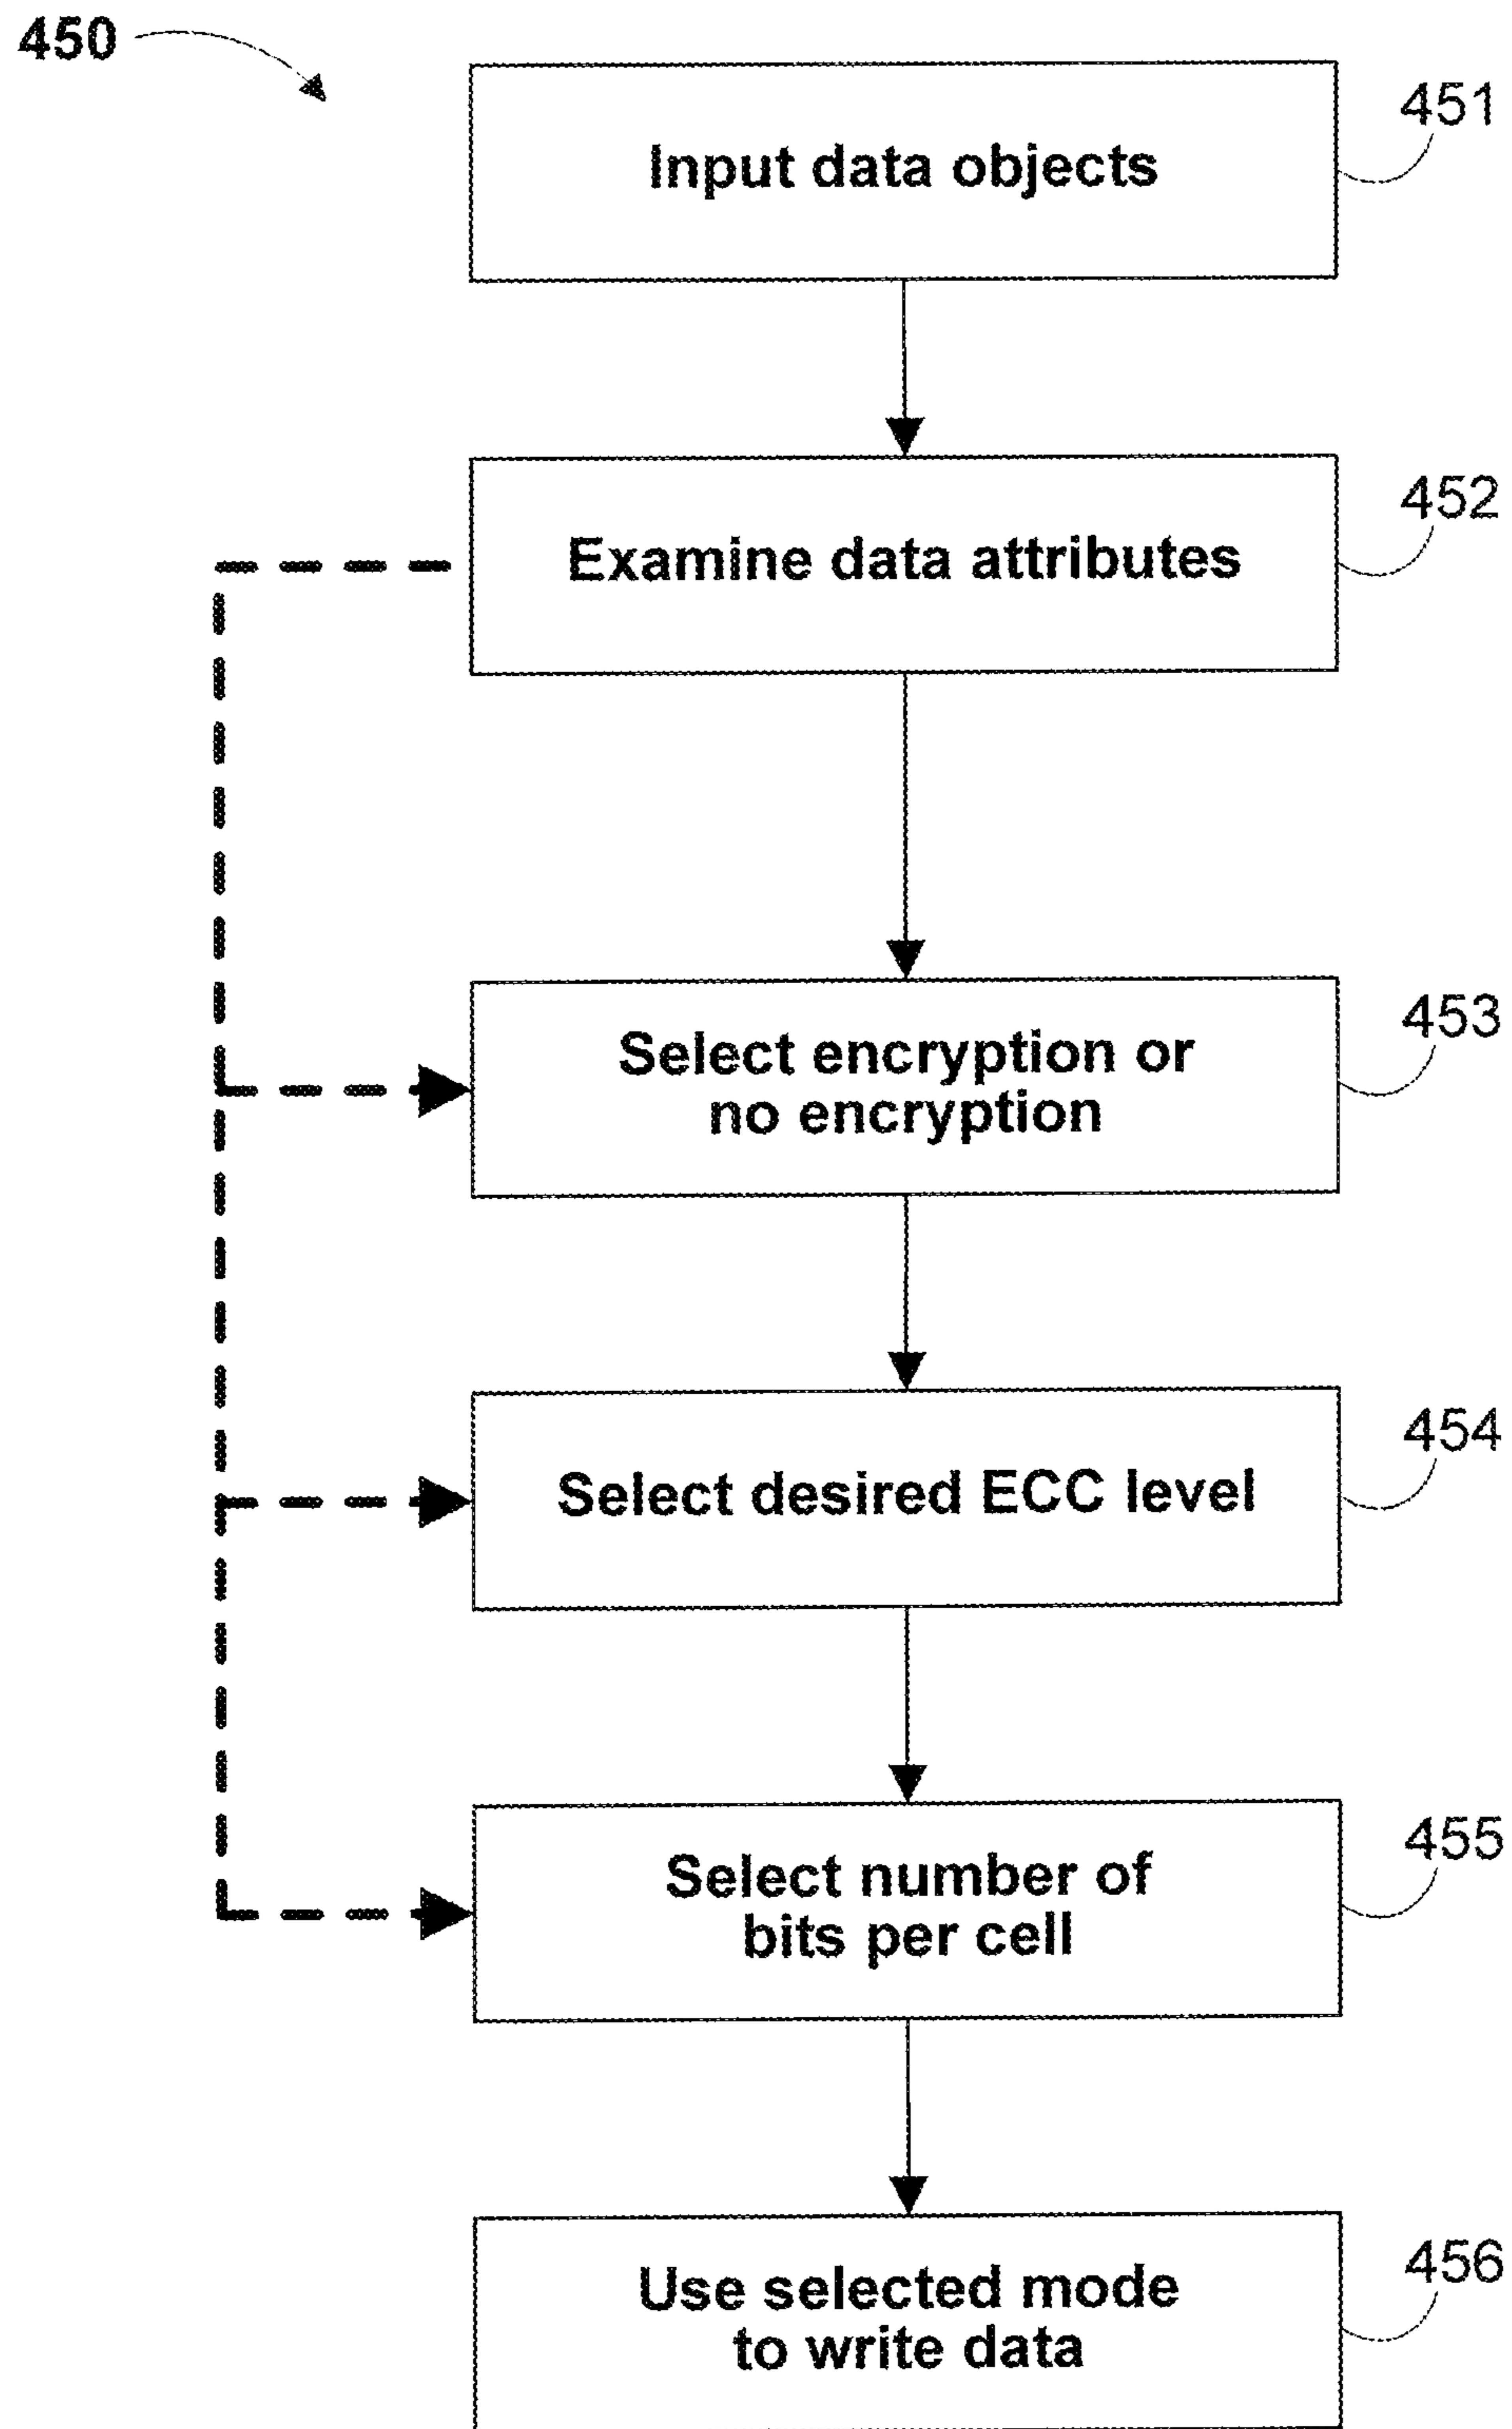 450
451
Input data objects
452
Examine data attributes
453
Select encryption or
no encryption
454
Select desired ECC level
455
Select number of
bits per cell
456
Use selected mode
to write data